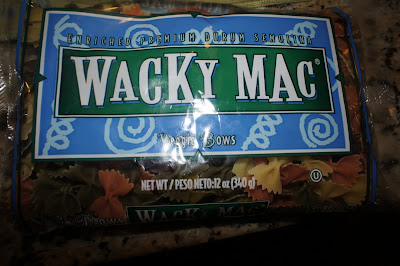 ENRICHED PREMIUM DURUM SEMOLINA
WACKY MAC®
Veggie Bows
NET WT / PESO NETO: 12 oz (340 g)
U
WACKY MAC